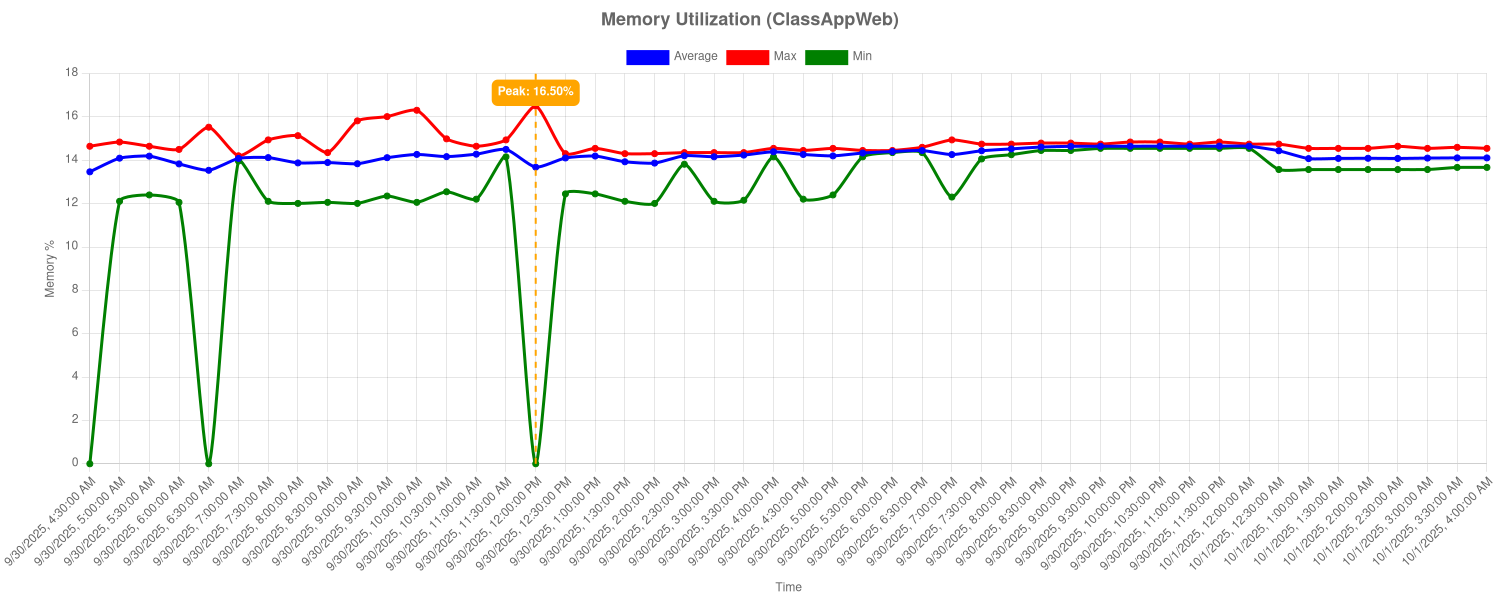 Memory Utilization (ClassAppWeb)
Average Max Min
Peak: 16.50%
18
16
14
12
10
8
6
4
2
0
Memory %
9/30/2025, 4:30:00 AM
9/30/2025, 5:00:00 AM
9/30/2025, 5:30:00 AM
9/30/2025, 6:00:00 AM
9/30/2025, 6:30:00 AM
9/30/2025, 7:00:00 AM
9/30/2025, 7:30:00 AM
9/30/2025, 8:00:00 AM
9/30/2025, 8:30:00 AM
9/30/2025, 9:00:00 AM
9/30/2025, 9:30:00 AM
9/30/2025, 10:00:00 AM
9/30/2025, 10:30:00 AM
9/30/2025, 11:00:00 AM
9/30/2025, 11:30:00 AM
9/30/2025, 12:00:00 PM
9/30/2025, 12:30:00 PM
9/30/2025, 1:00:00 PM
9/30/2025, 1:30:00 PM
9/30/2025, 2:00:00 PM
9/30/2025, 2:30:00 PM
9/30/2025, 3:00:00 PM
9/30/2025, 3:30:00 PM
9/30/2025, 4:00:00 PM
9/30/2025, 4:30:00 PM
9/30/2025, 5:00:00 PM
9/30/2025, 5:30:00 PM
9/30/2025, 6:00:00 PM
9/30/2025, 6:30:00 PM
9/30/2025, 7:00:00 PM
9/30/2025, 7:30:00 PM
9/30/2025, 8:00:00 PM
9/30/2025, 8:30:00 PM
9/30/2025, 9:00:00 PM
9/30/2025, 9:30:00 PM
9/30/2025, 10:00:00 PM
9/30/2025, 10:30:00 PM
9/30/2025, 11:00:00 PM
9/30/2025, 11:30:00 PM
10/1/2025, 12:00:00 AM
10/1/2025, 12:30:00 AM
10/1/2025, 1:00:00 AM
10/1/2025, 1:30:00 AM
10/1/2025, 2:00:00 AM
10/1/2025, 2:30:00 AM
10/1/2025, 3:00:00 AM
10/1/2025, 3:30:00 AM
10/1/2025, 4:00:00 AM
Time